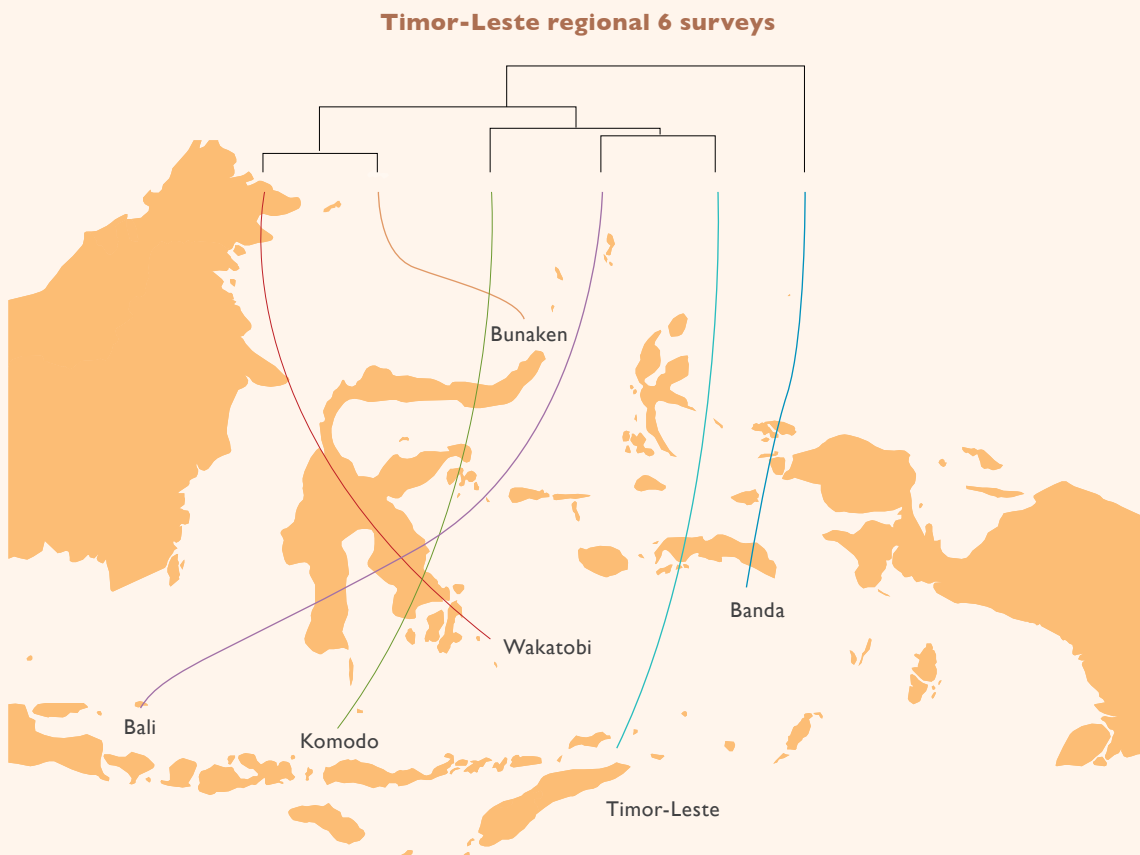 Timor-Leste regional 6 surveys
Bunaken
Banda
Wakatobi
Bali
Komodo
Timor-Leste